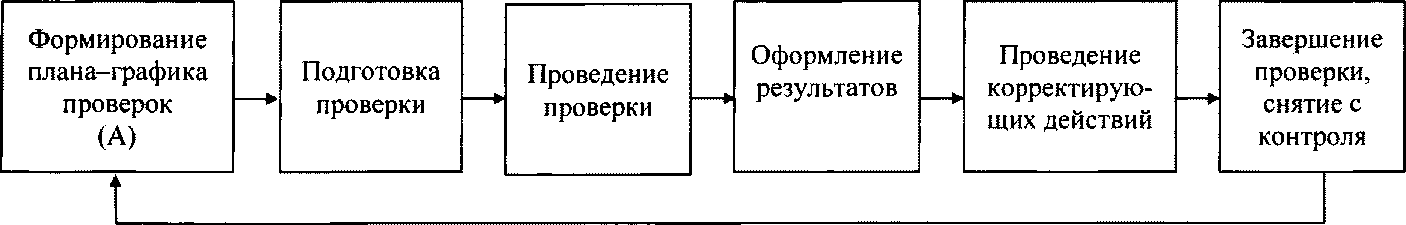 Формирование
плана–графика
проверок
(А)
Подготовка
проверки
Проведение
проверки
Оформление
результатов
Проведение
корректирую-
щих действий
Завершение
проверки,
снятие с
контроля